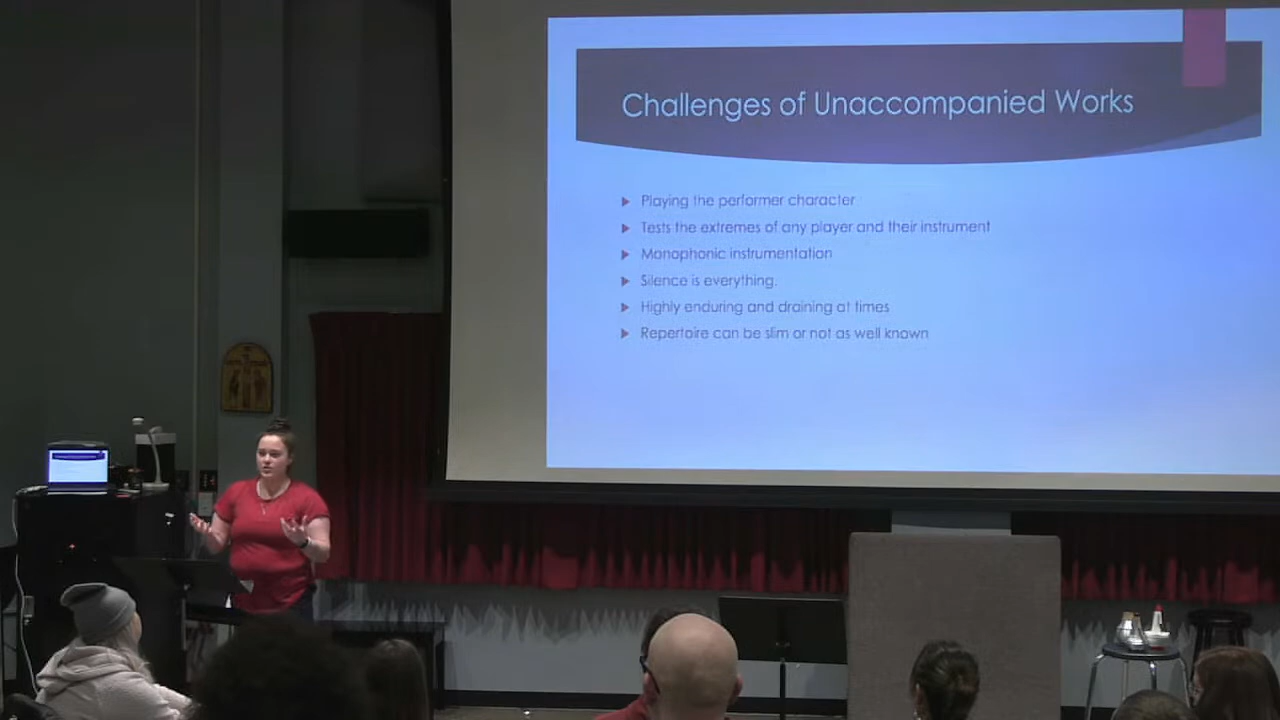 Challenges of Unaccompanied Works
Playing the performer character
Tests the extremes of any player and their instrument
Monophonic instrumentation
Silence is everything.
Highly enduring and draining at times
Repertoire can be slim or not as well known